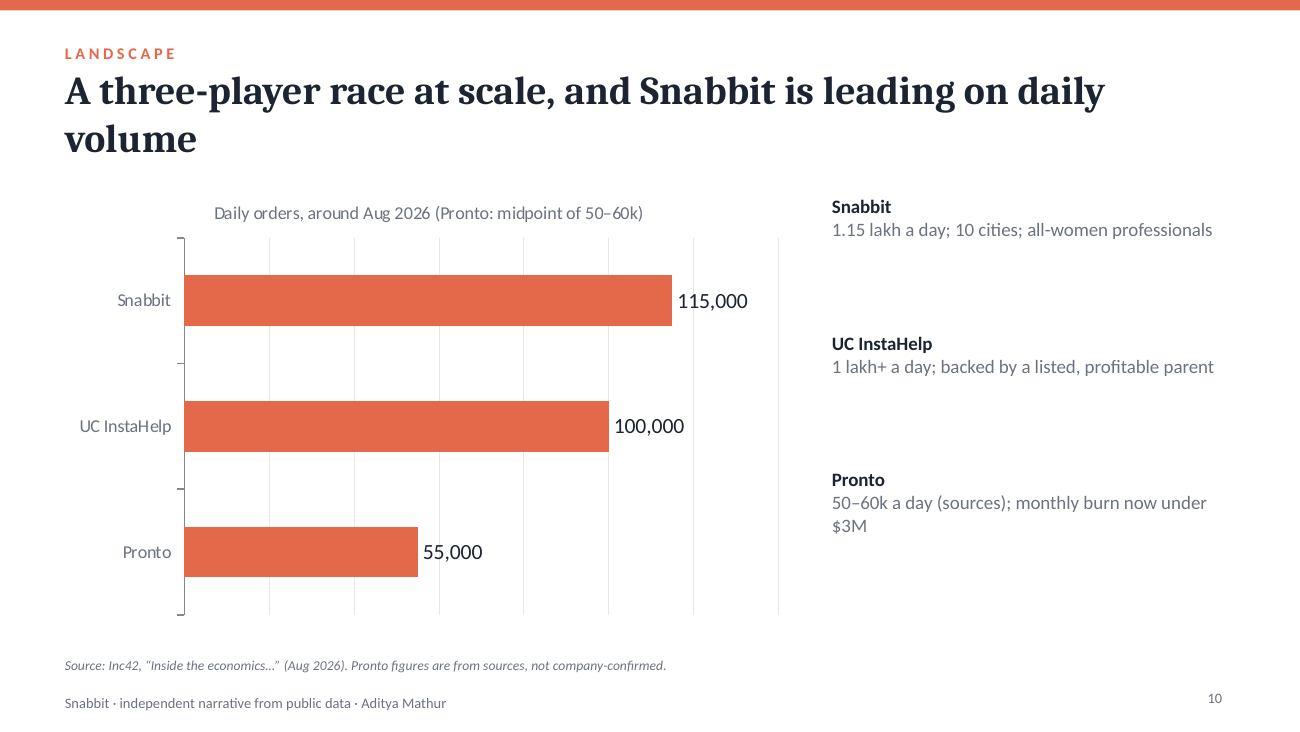 LANDSCAPE
A three-player race at scale, and Snabbit is leading on daily
volume
Daily orders, around Aug 2026 (Pronto: midpoint of 50–60k)
Snabbit
115,000
UC InstaHelp
100,000
Pronto
55,000
Snabbit
1.15 lakh a day; 10 cities; all-women professionals
UC InstaHelp
1 lakh+ a day; backed by a listed, profitable parent
Pronto
50–60k a day (sources); monthly burn now under
$3M
Source: Inc42, “Inside the economics…” (Aug 2026). Pronto figures are from sources, not company-confirmed.
Snabbit · independent narrative from public data · Aditya Mathur
10